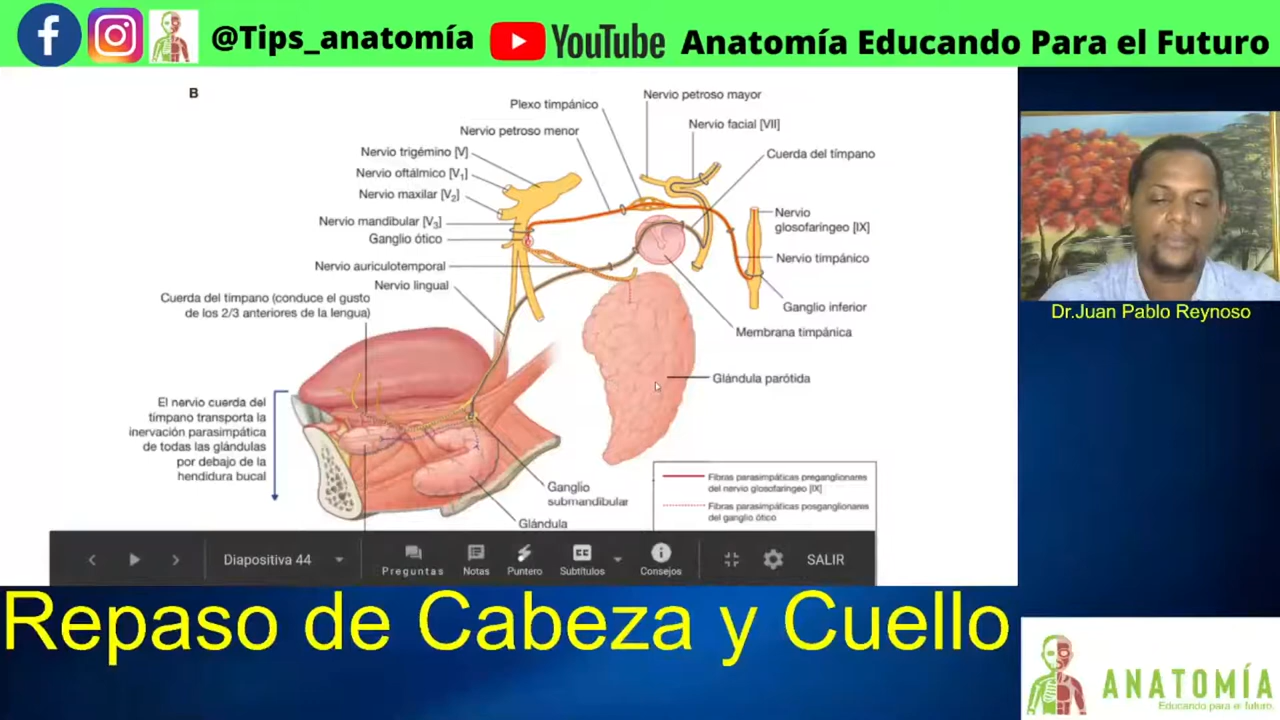 @Tips_anatomía
YouTube
Anatomía Educando Para el Futuro
B
Plexo timpánico
Nervio petroso mayor
Nervio petroso menor
Nervio facial [VII]
Nervio trigémino [V]
Cuerda del tímpano
Nervio oftálmico [V1]
Nervio maxilar [V2]
Nervio mandibular [V3]
Nervio
glosofaríngeo [IX]
Ganglio ótico
Nervio timpánico
Nervio auriculotemporal
Nervio lingual
Cuerda del tímpano (conduce el gusto
de los 2/3 anteriores de la lengua)
Ganglio inferior
Membrana timpánica
Glándula parótida
El nervio cuerda del
tímpano transporta la
inervación parasimpática
de todas las glándulas
por debajo de la
hendidura bucal
Ganglio
submandibular
Glándula
Fibras parasimpáticas preganglionares
del nervio glosofaríngeo [IX]
Fibras parasimpáticas posganglionares
del ganglio ótico
Diapositiva 44
Preguntas
Notas
Puntero
Subtítulos
Consejos
SALIR
Dr.Juan Pablo Reynoso
Repaso de Cabeza y Cuello
ANATOMÍA
Educando para el futuro.